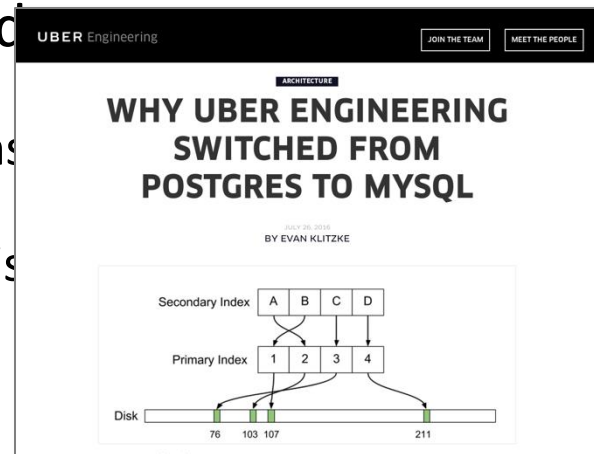 d
UBER Engineering
JOIN THE TEAM
MEET THE PEOPLE
ARCHITECTURE
WHY UBER ENGINEERING
SWITCHED FROM
POSTGRES TO MYSQL
JULY 26, 2016
BY EVAN KLITZKE
s
s
Secondary Index A B C D
Primary Index 1 2 3 4
Disk
76 103 107 211